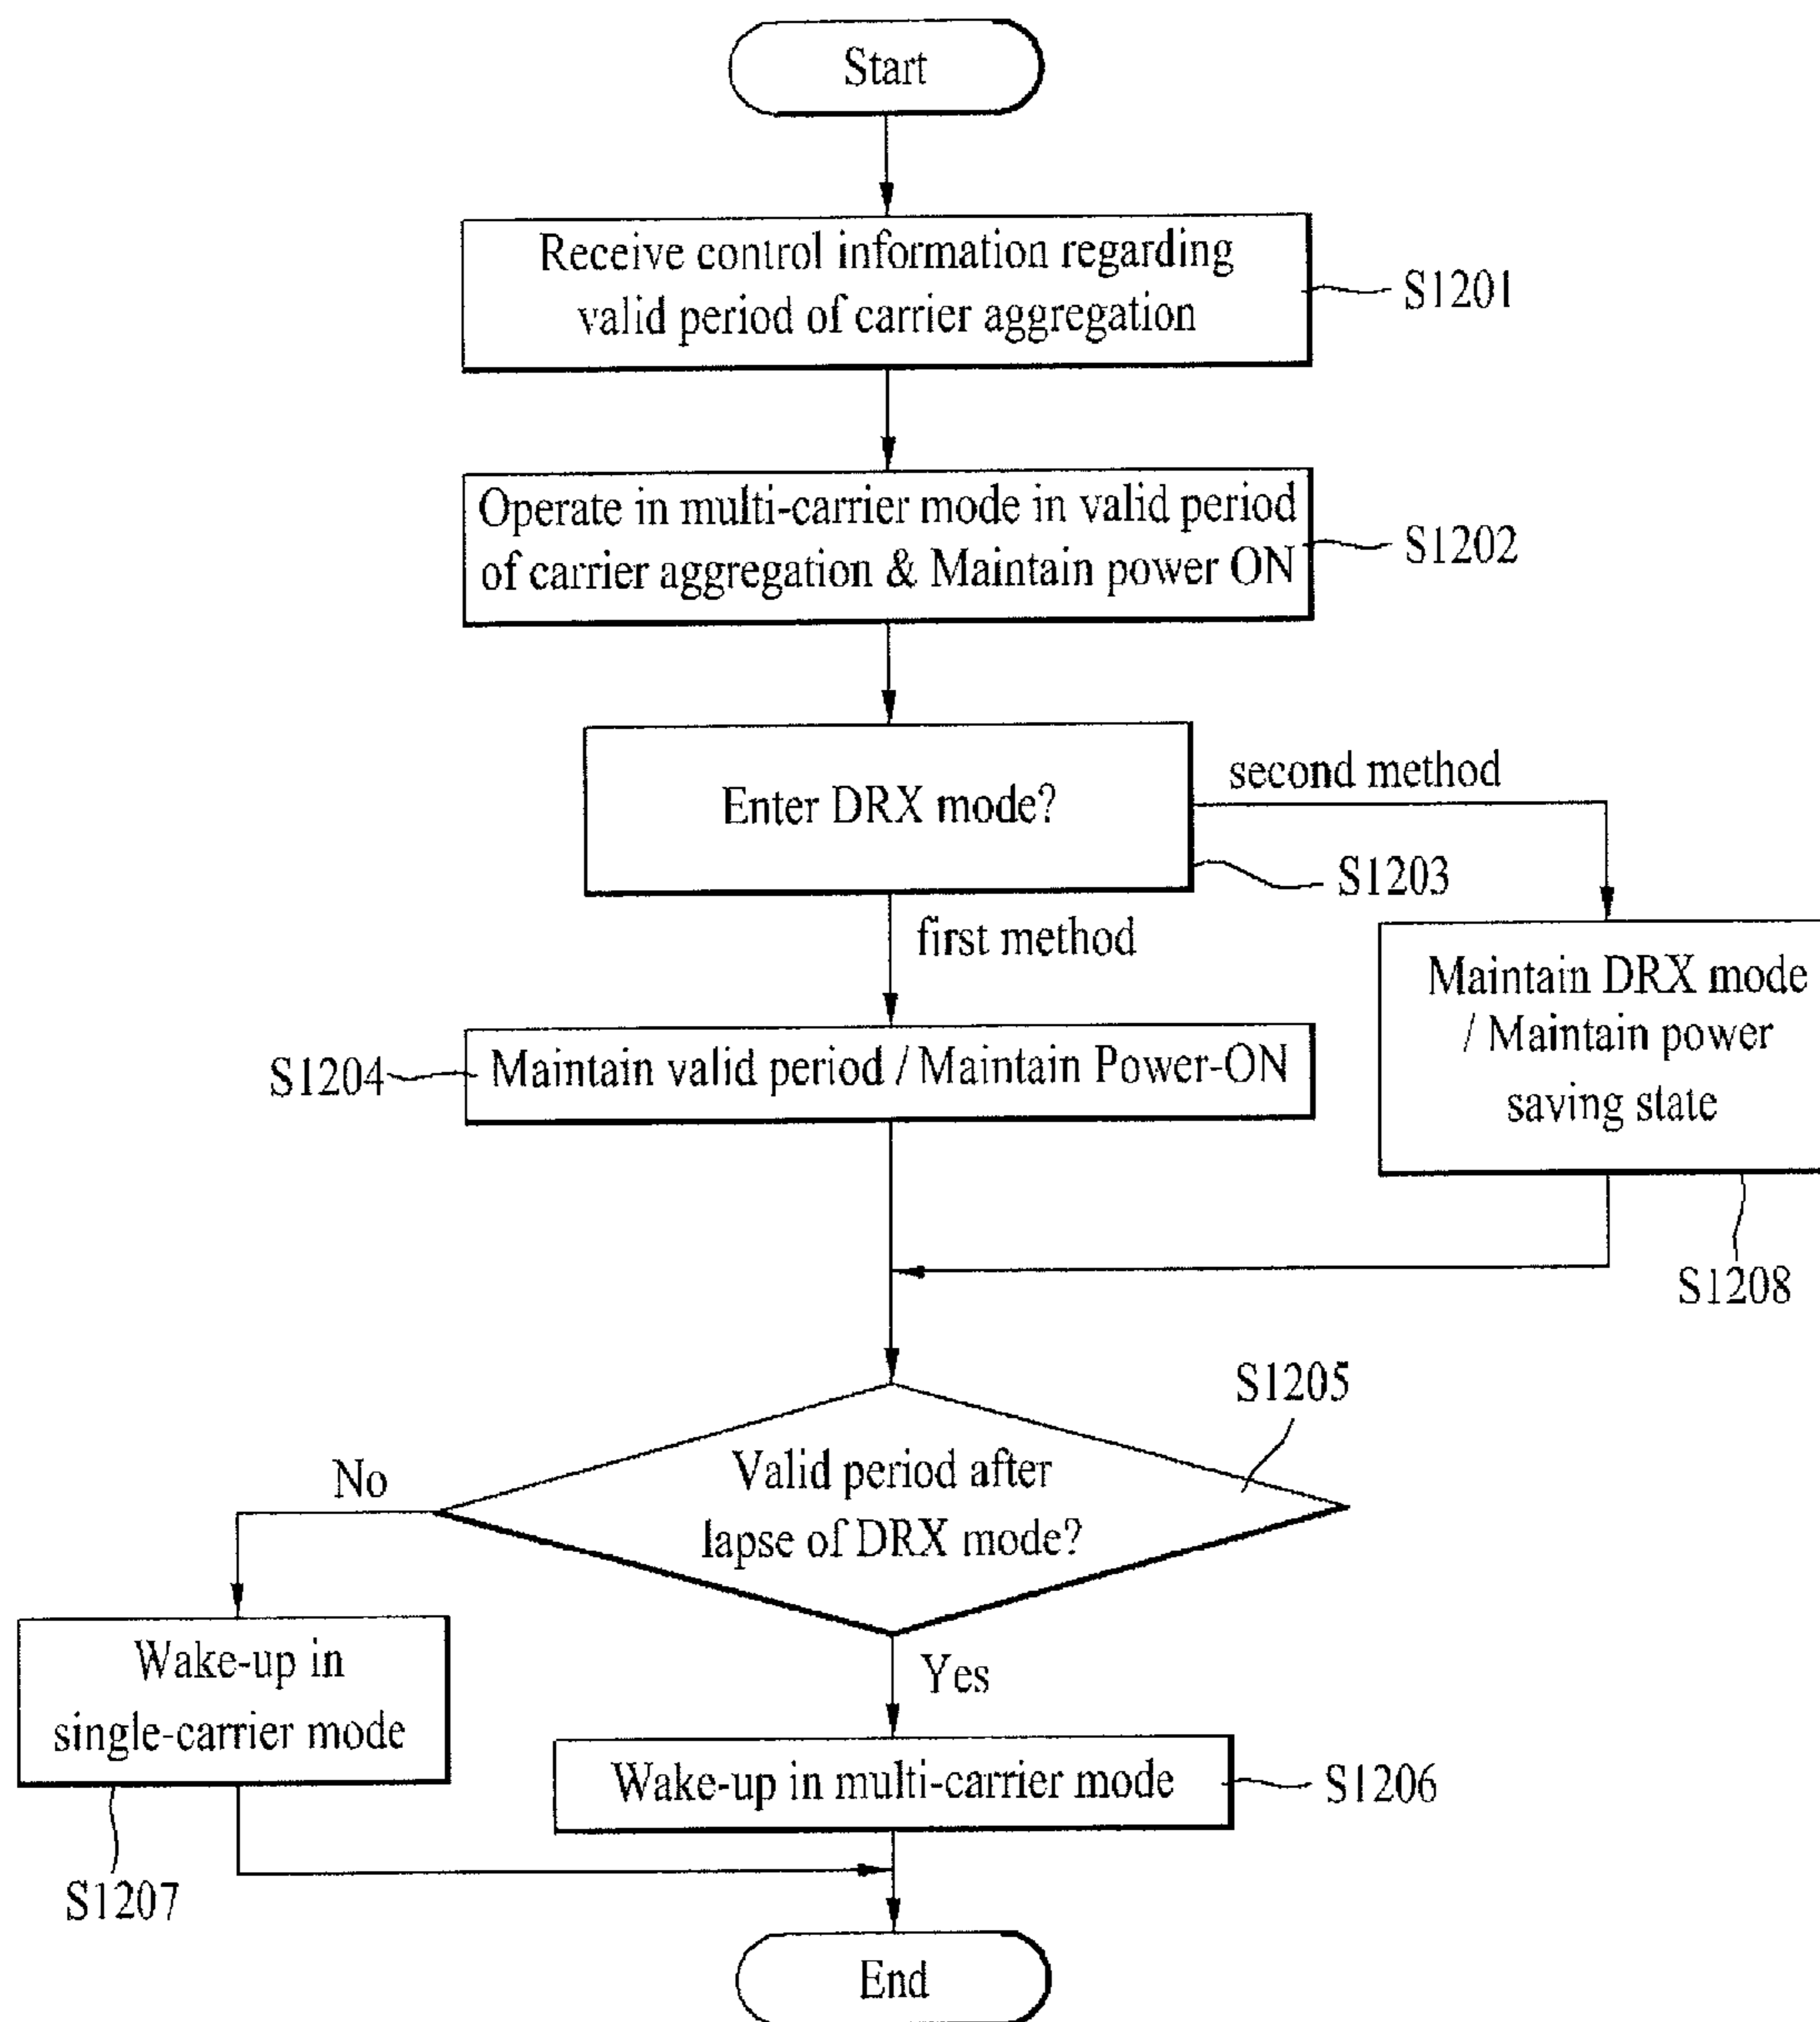 Start
Receive control information regarding
valid period of carrier aggregation
S1201
Operate in multi-carrier mode in valid period
of carrier aggregation & Maintain power ON
S1202
Enter DRX mode?
second method
S1203
first method
Maintain DRX mode
/ Maintain power
saving state
S1204
Maintain valid period / Maintain Power-ON
S1208
S1205
Valid period after
lapse of DRX mode?
No
Yes
Wake-up in
single-carrier mode
Wake-up in multi-carrier mode
S1206
S1207
End